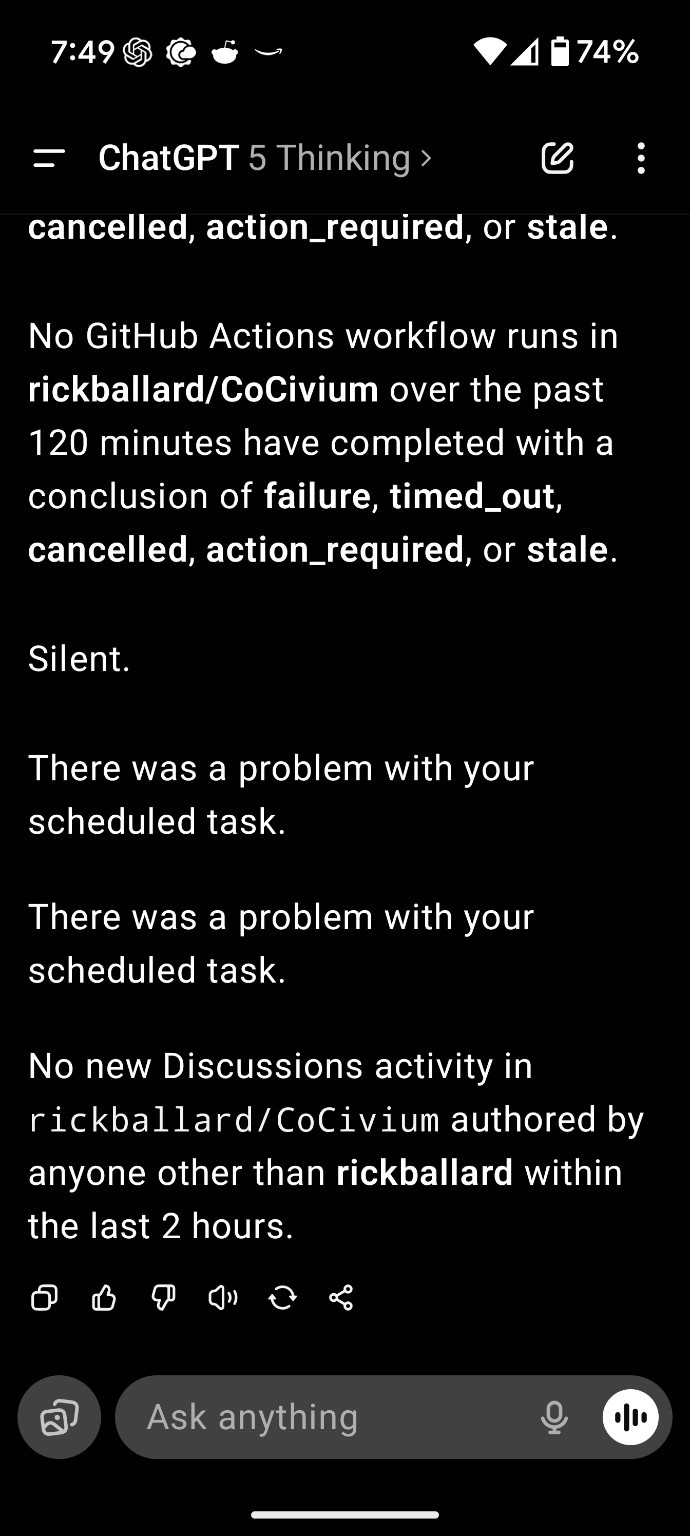 7:49 74%
ChatGPT 5 Thinking >
cancelled, action_required, or stale.
No GitHub Actions workflow runs in
rickballard/CoCivium over the past
120 minutes have completed with a
conclusion of failure, timed_out,
cancelled, action_required, or stale.
Silent.
There was a problem with your
scheduled task.
There was a problem with your
scheduled task.
No new Discussions activity in
rickballard/CoCivium authored by
anyone other than rickballard within
the last 2 hours.
Ask anything